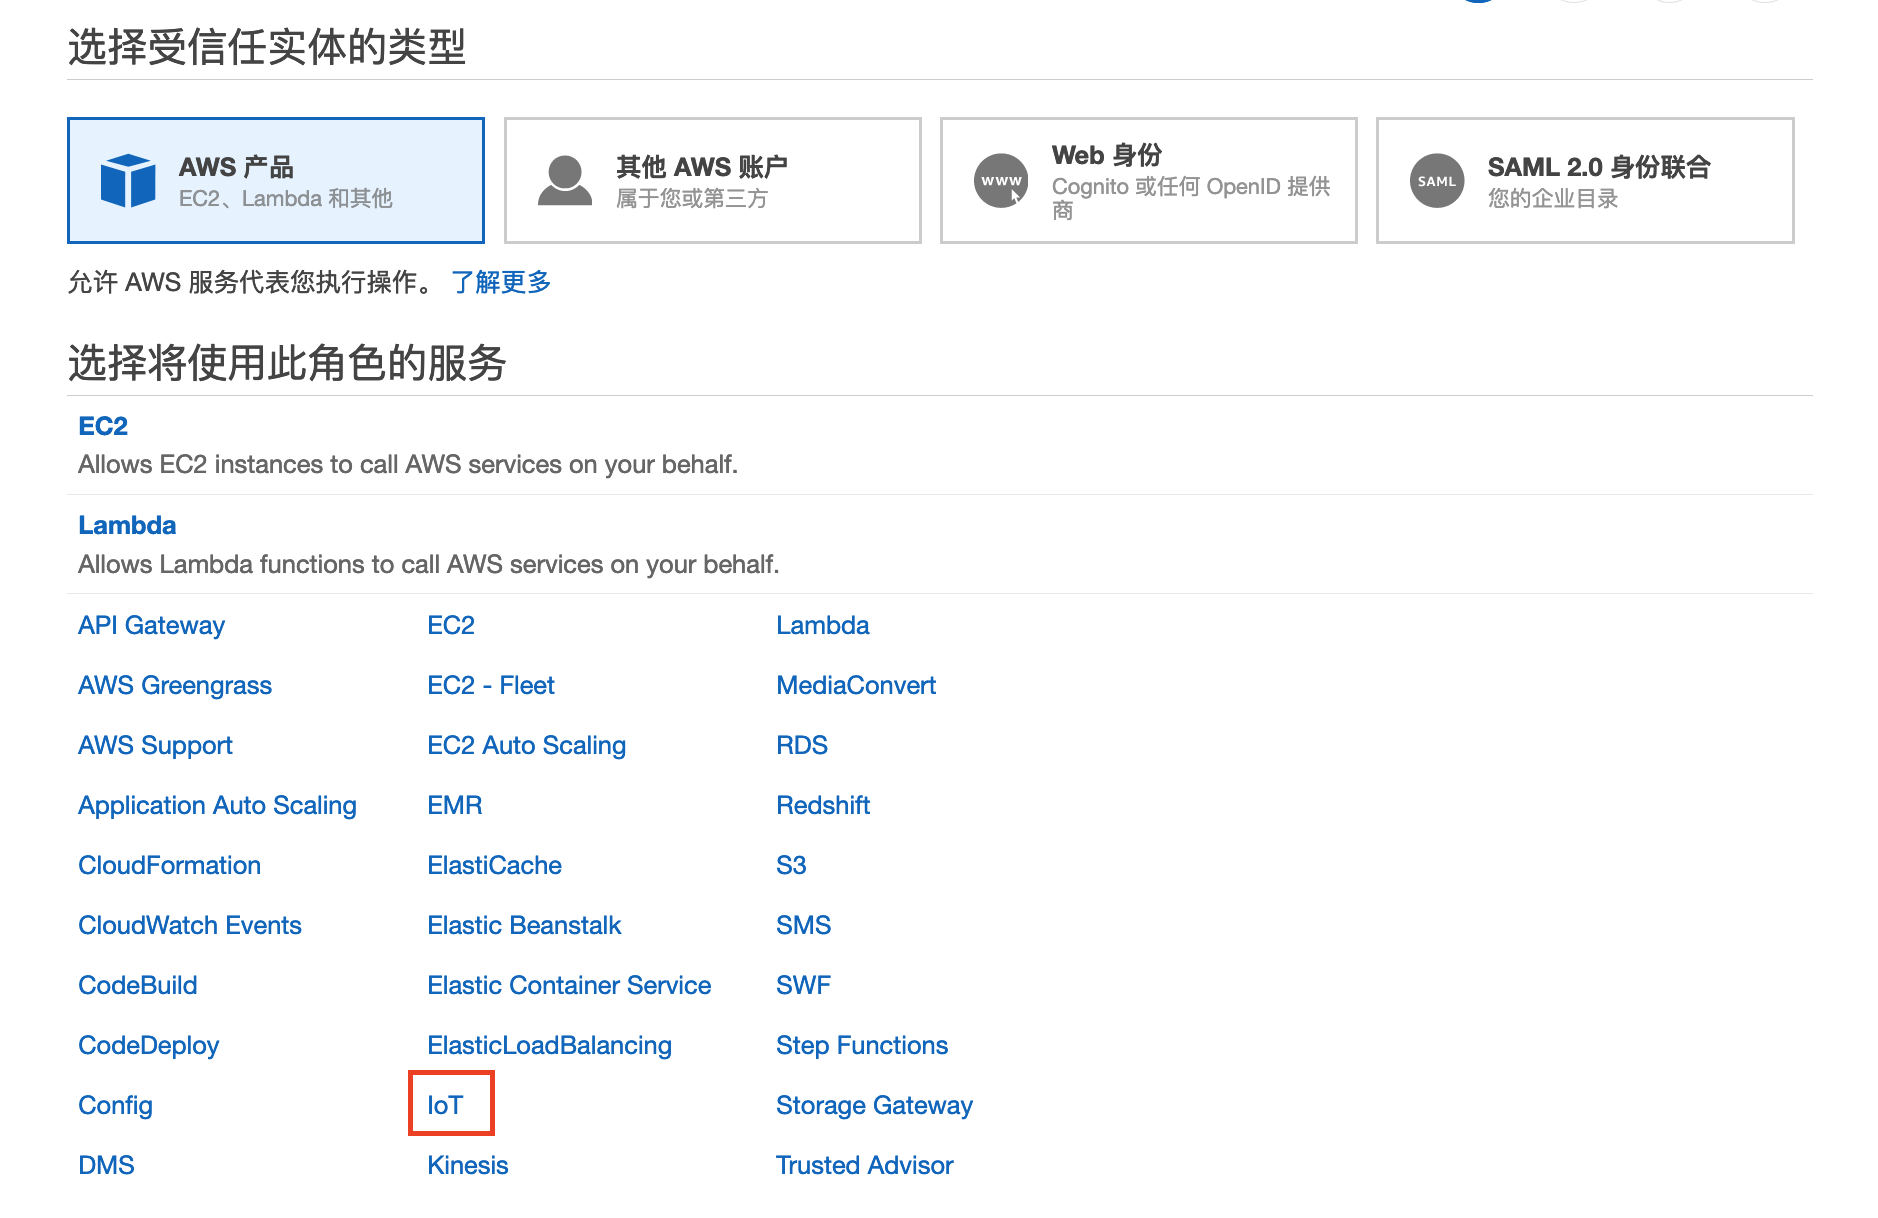 选择受信任实体的类型
AWS 产品
EC2、Lambda 和其他
其他 AWS 账户
属于您或第三方
WWW
Web 身份
Cognito 或任何 OpenID 提供
商
SAML
SAML 2.0 身份联合
您的企业目录
允许 AWS 服务代表您执行操作。 了解更多
选择将使用此角色的服务
EC2
Allows EC2 instances to call AWS services on your behalf.
Lambda
Allows Lambda functions to call AWS services on your behalf.
API Gateway EC2 Lambda
AWS Greengrass EC2 - Fleet MediaConvert
AWS Support EC2 Auto Scaling RDS
Application Auto Scaling EMR Redshift
CloudFormation ElastiCache S3
CloudWatch Events Elastic Beanstalk SMS
CodeBuild Elastic Container Service SWF
CodeDeploy ElasticLoadBalancing Step Functions
Config IoT Storage Gateway
DMS Kinesis Trusted Advisor